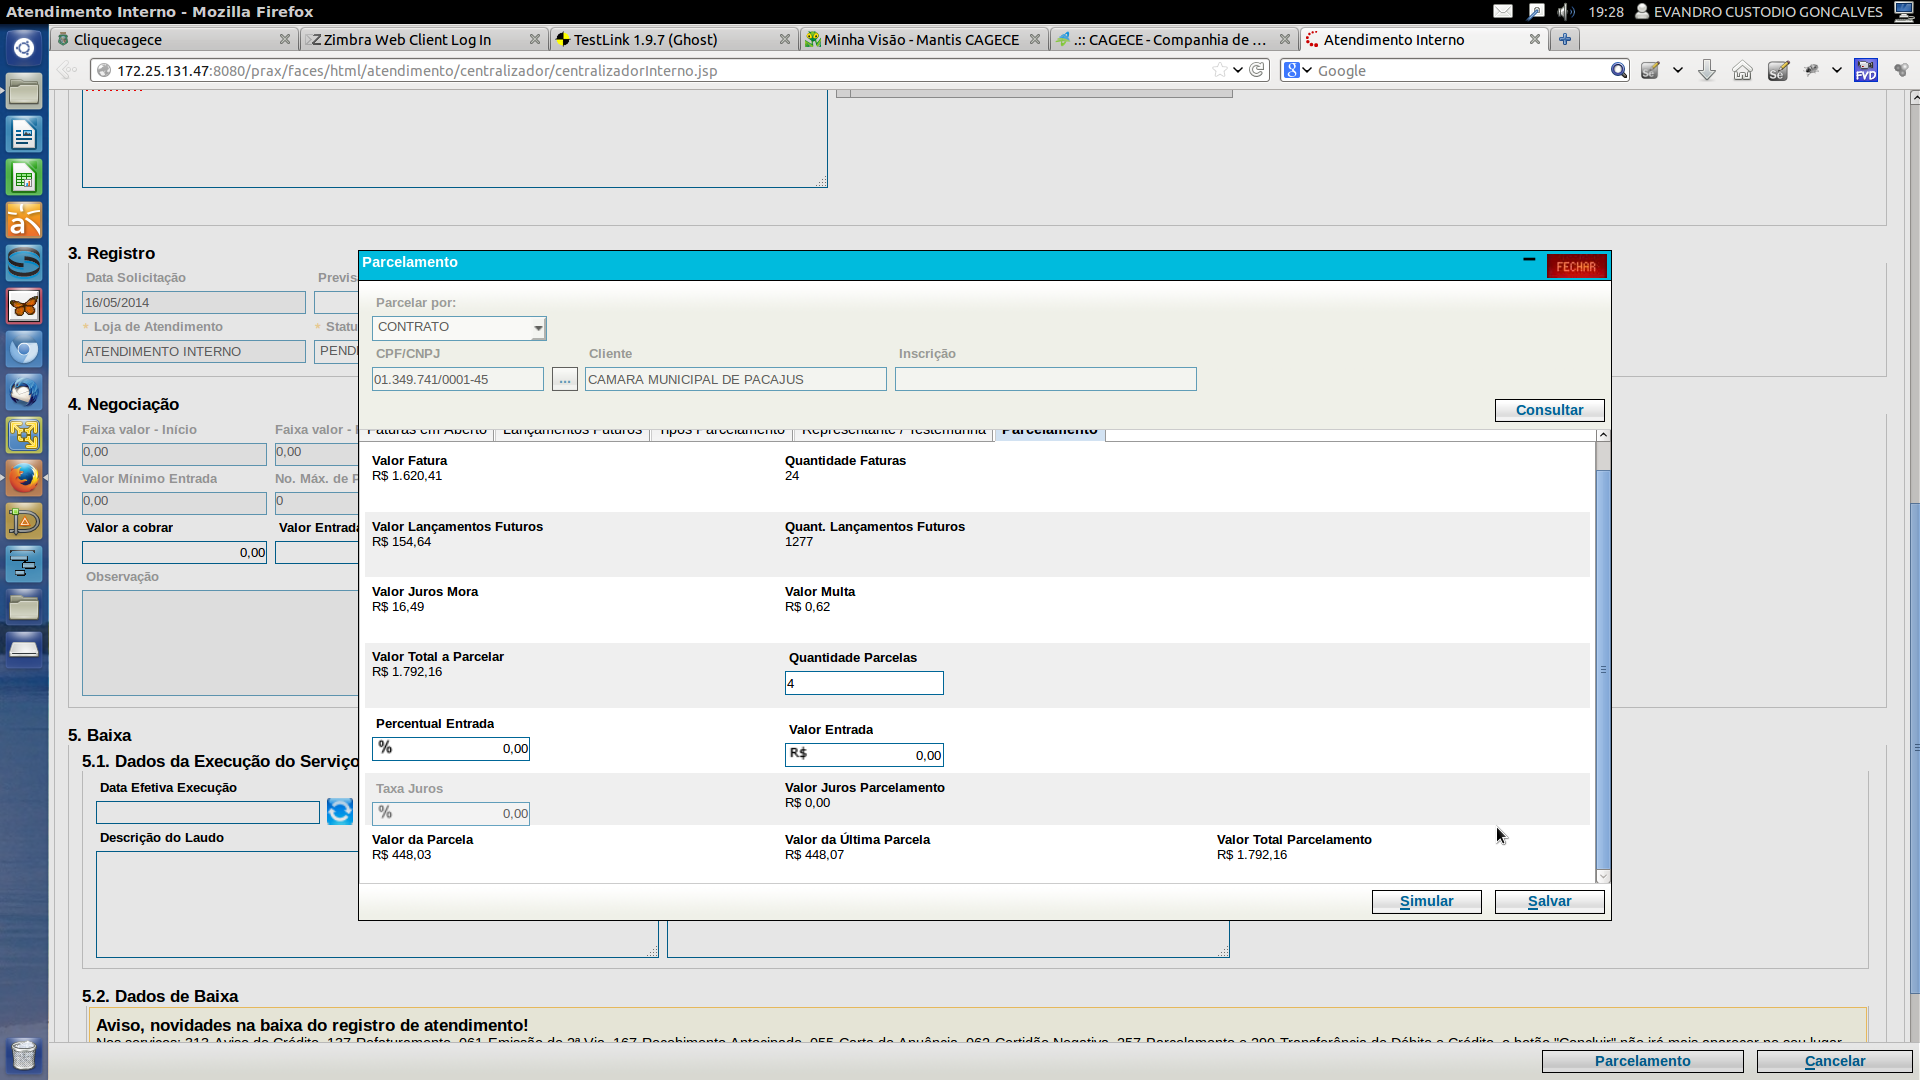 Atendimento Interno - Mozilla Firefox
19:28 EVANDRO CUSTODIO GONCALVES
Cliquecagece
Zimbra Web Client Log In
TestLink 1.9.7 (Ghost)
Minha Visão - Mantis CAGECE
.:: CAGECE - Companhia de ...
Atendimento Interno
172.25.131.47:8080/prax/faces/html/atendimento/centralizador/centralizadorInterno.jsp
Google
FVD
3. Registro
Data Solicitação
Previs
16/05/2014
* Loja de Atendimento
* Statu
ATENDIMENTO INTERNO
PENDI
4. Negociação
Faixa valor - Início
Faixa valor - 
0,00
0,00
Valor Mínimo Entrada
No. Máx. de P
0,00
0
Valor a cobrar
Valor Entrada
0,00
Observação
5. Baixa
5.1. Dados da Execução do Serviço
Data Efetiva Execução
Descrição do Laudo
5.2. Dados de Baixa
Aviso, novidades na baixa do registro de atendimento!
Parcelamento
FECHAR
Parcelar por:
CONTRATO
CPF/CNPJ
Cliente
Inscrição
01.349.741/0001-45
...
CAMARA MUNICIPAL DE PACAJUS
Consultar
Faturas em Aberto
Lançamentos Futuros
Tipos Parcelamento
Representante / Testemunha
Parcelamento
Valor Fatura
R$ 1.620,41
Quantidade Faturas
24
Valor Lançamentos Futuros
R$ 154,64
Quant. Lançamentos Futuros
1277
Valor Juros Mora
R$ 16,49
Valor Multa
R$ 0,62
Valor Total a Parcelar
R$ 1.792,16
Quantidade Parcelas
4
Percentual Entrada
% 0,00
Valor Entrada
R$ 0,00
Taxa Juros
% 0,00
Valor Juros Parcelamento
R$ 0,00
Valor da Parcela
R$ 448,03
Valor da Última Parcela
R$ 448,07
Valor Total Parcelamento
R$ 1.792,16
Simular
Salvar
Parcelamento
Cancelar